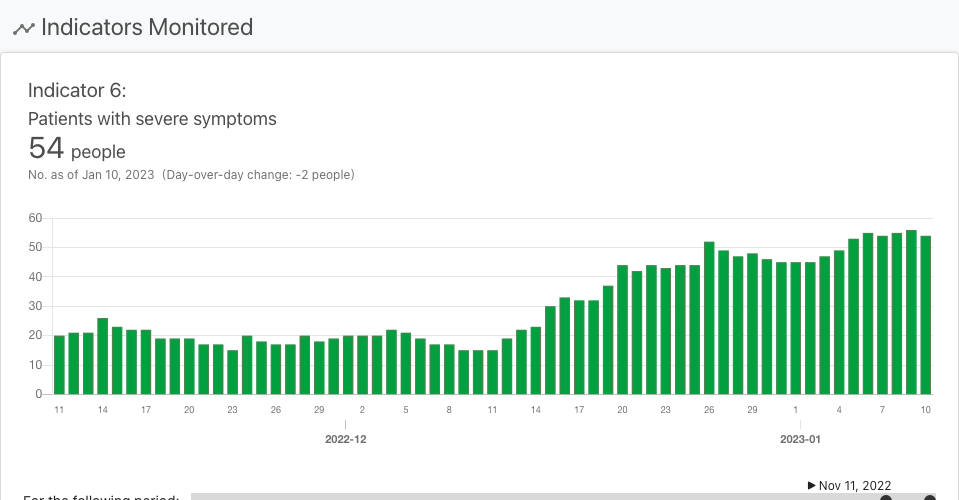 Indicators Monitored
Indicator 6:
Patients with severe symptoms
54 people
No. as of Jan 10, 2023 (Day-over-day change: -2 people)
60
50
40
30
20
10
0
11 14 17 20 23 26 29 2 5 8 11 14 17 20 23 26 29 1 4 7 10
2022-12 2023-01
▶ Nov 11, 2022
For the following period: